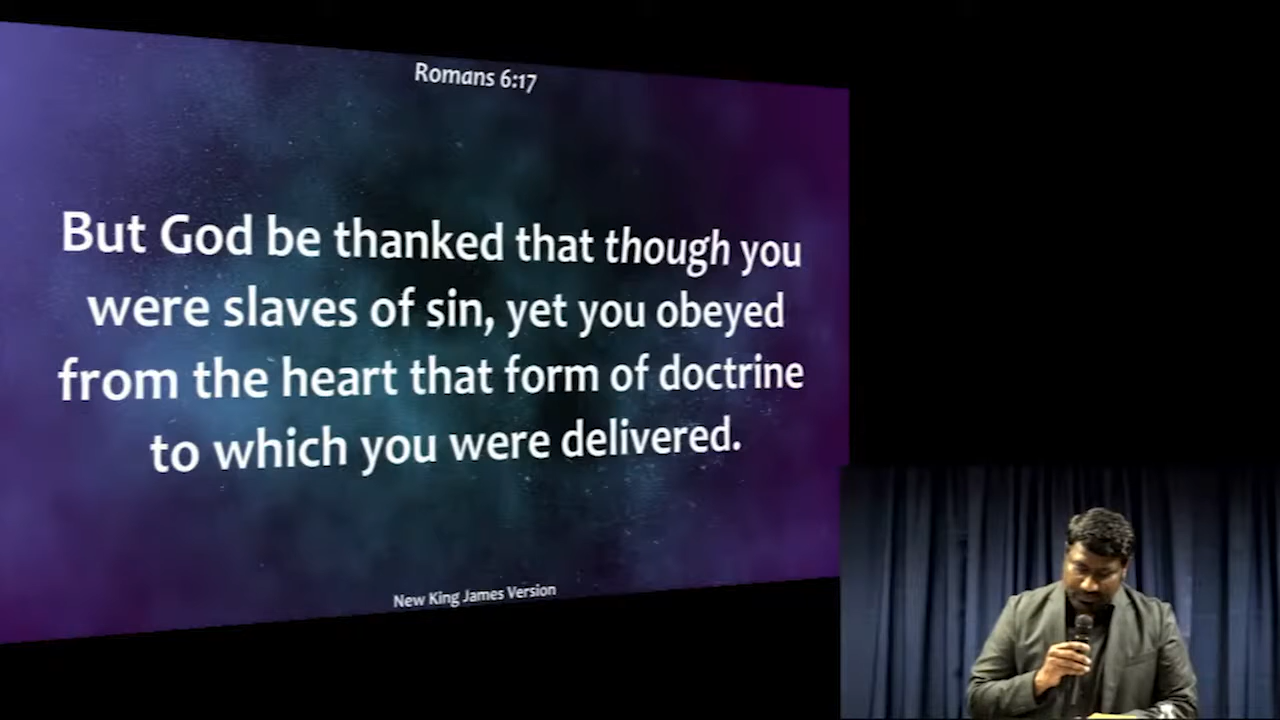 Romans 6:17
But God be thanked that though you
were slaves of sin, yet you obeyed
from the heart that form of doctrine
to which you were delivered.
New King James Version